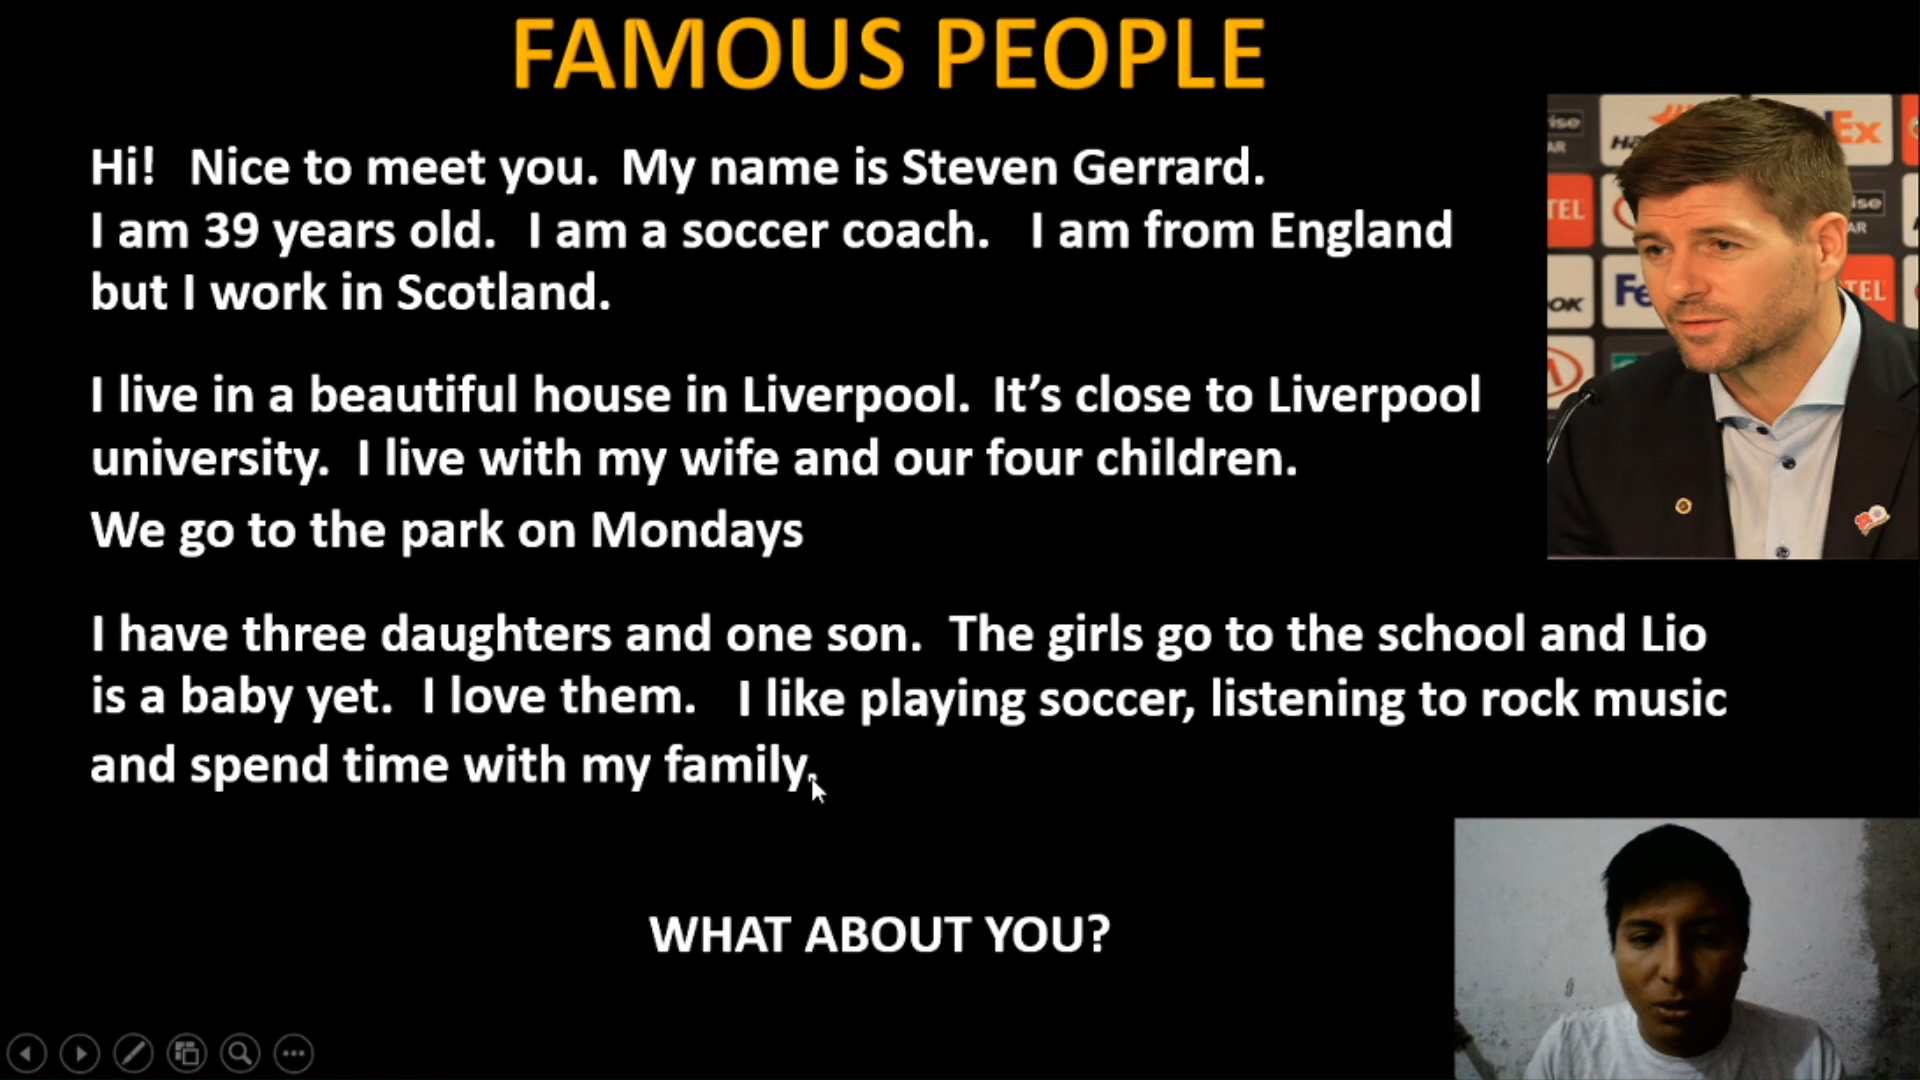 FAMOUS PEOPLE
Hi! Nice to meet you. My name is Steven Gerrard.
I am 39 years old. I am a soccer coach. I am from England
but I work in Scotland.
I live in a beautiful house in Liverpool. It’s close to Liverpool
university. I live with my wife and our four children.
We go to the park on Mondays
I have three daughters and one son. The girls go to the school and Lio
is a baby yet. I love them. I like playing soccer, listening to rock music
and spend time with my family.
WHAT ABOUT YOU?